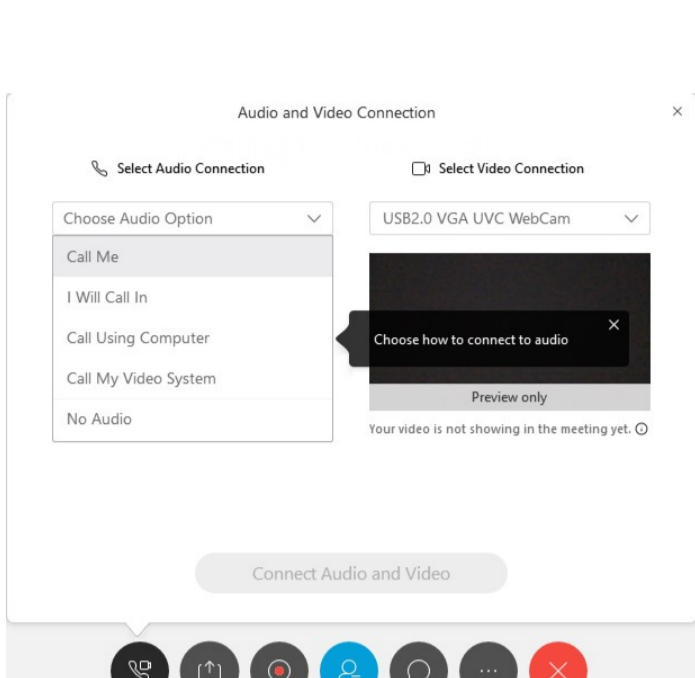 Audio and Video Connection
Select Audio Connection
Select Video Connection
Choose Audio Option
USB2.0 VGA UVC WebCam
Call Me
I Will Call In
Call Using Computer
Choose how to connect to audio
Call My Video System
Preview only
No Audio
Your video is not showing in the meeting yet.
Connect Audio and Video